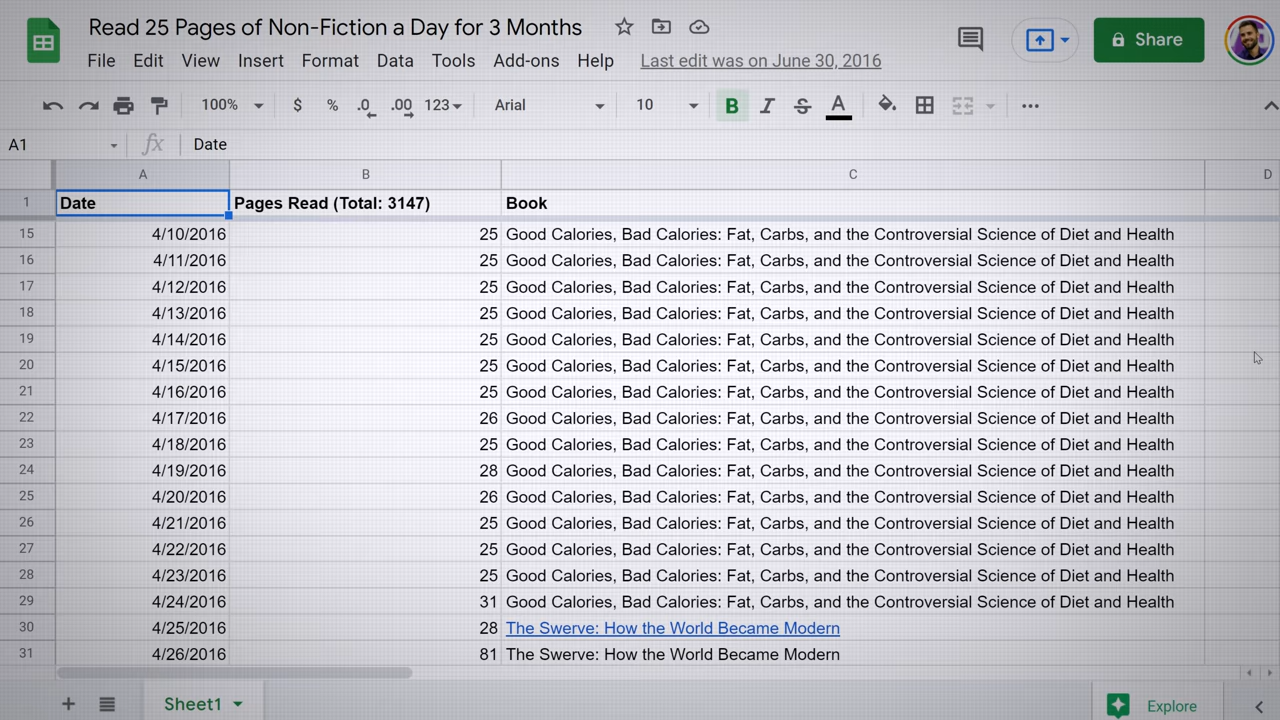 Read 25 Pages of Non-Fiction a Day for 3 Months
File Edit View Insert Format Data Tools Add-ons Help Last edit was on June 30, 2016
Share
100% $ % .0 .00 123 Arial 10 B I S A
A1 fx Date
A B C D
1 Date Pages Read (Total: 3147) Book
15 4/10/2016 25 Good Calories, Bad Calories: Fat, Carbs, and the Controversial Science of Diet and Health
16 4/11/2016 25 Good Calories, Bad Calories: Fat, Carbs, and the Controversial Science of Diet and Health
17 4/12/2016 25 Good Calories, Bad Calories: Fat, Carbs, and the Controversial Science of Diet and Health
18 4/13/2016 25 Good Calories, Bad Calories: Fat, Carbs, and the Controversial Science of Diet and Health
19 4/14/2016 25 Good Calories, Bad Calories: Fat, Carbs, and the Controversial Science of Diet and Health
20 4/15/2016 25 Good Calories, Bad Calories: Fat, Carbs, and the Controversial Science of Diet and Health
21 4/16/2016 25 Good Calories, Bad Calories: Fat, Carbs, and the Controversial Science of Diet and Health
22 4/17/2016 26 Good Calories, Bad Calories: Fat, Carbs, and the Controversial Science of Diet and Health
23 4/18/2016 25 Good Calories, Bad Calories: Fat, Carbs, and the Controversial Science of Diet and Health
24 4/19/2016 28 Good Calories, Bad Calories: Fat, Carbs, and the Controversial Science of Diet and Health
25 4/20/2016 26 Good Calories, Bad Calories: Fat, Carbs, and the Controversial Science of Diet and Health
26 4/21/2016 25 Good Calories, Bad Calories: Fat, Carbs, and the Controversial Science of Diet and Health
27 4/22/2016 25 Good Calories, Bad Calories: Fat, Carbs, and the Controversial Science of Diet and Health
28 4/23/2016 25 Good Calories, Bad Calories: Fat, Carbs, and the Controversial Science of Diet and Health
29 4/24/2016 31 Good Calories, Bad Calories: Fat, Carbs, and the Controversial Science of Diet and Health
30 4/25/2016 28 The Swerve: How the World Became Modern
31 4/26/2016 81 The Swerve: How the World Became Modern
Sheet1
Explore